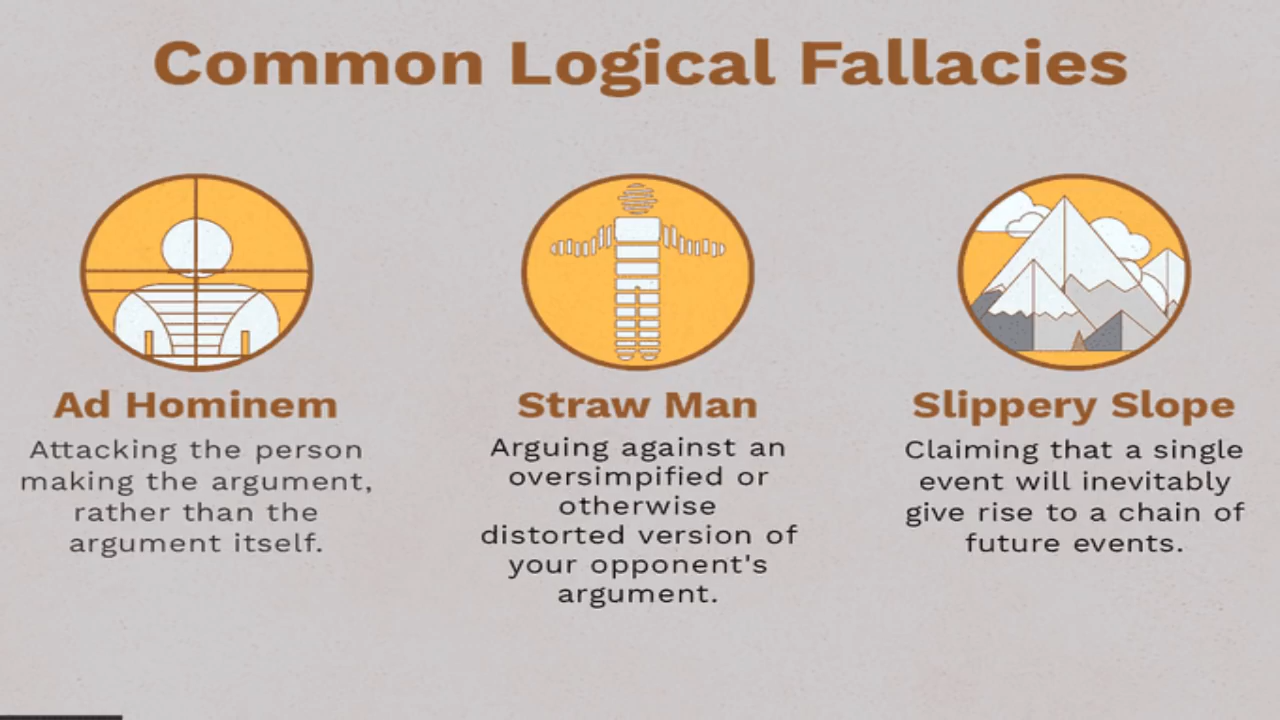 Common Logical Fallacies
Ad Hominem
Attacking the person
making the argument,
rather than the
argument itself.
Straw Man
Arguing against an
oversimpified or
otherwise
distorted version of
your opponent's
argument.
Slippery Slope
Claiming that a single
event will inevitably
give rise to a chain of
future events.